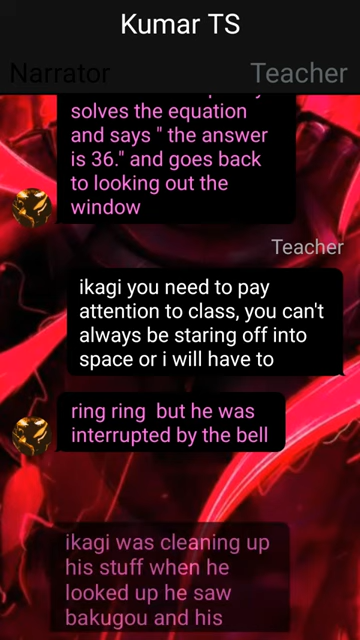 Kumar TS
Narrator
Teacher
solves the equation
and says " the answer
is 36." and goes back
to looking out the
window
Teacher
ikagi you need to pay
attention to class, you can't
always be staring off into
space or i will have to
ring ring  but he was
interrupted by the bell
ikagi was cleaning up
his stuff when he
looked up he saw
bakugou and his